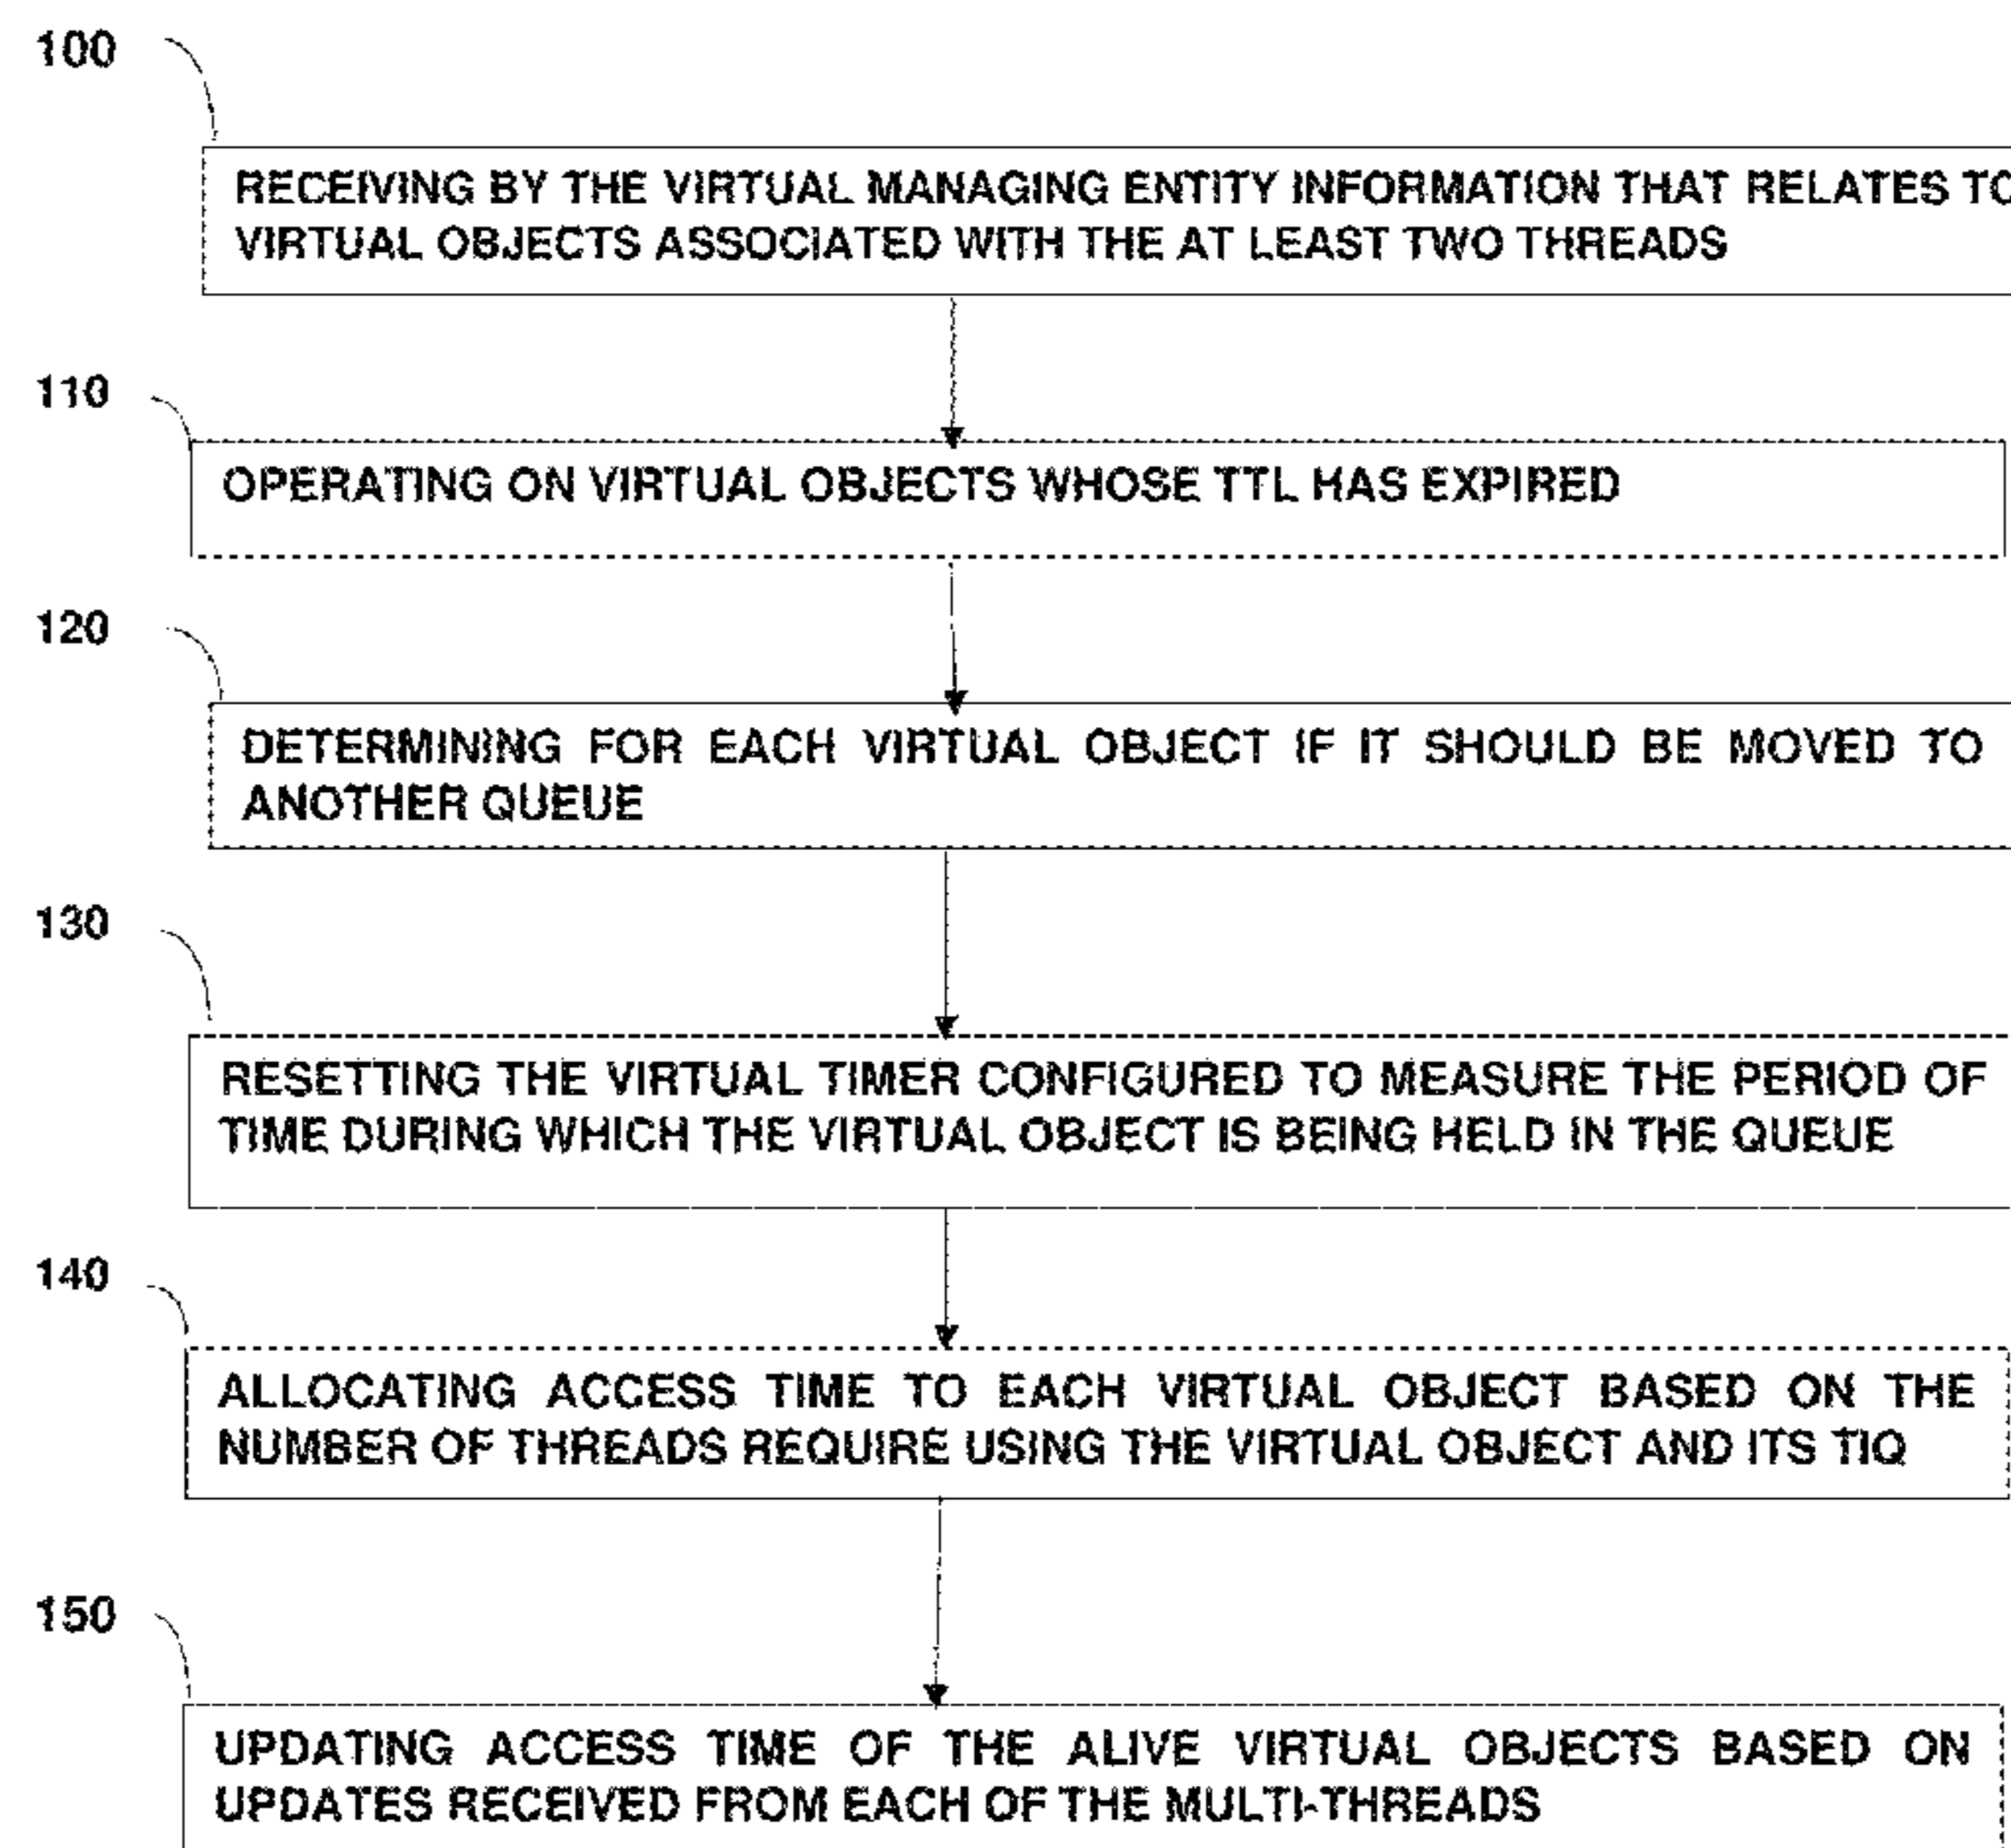 100
RECEIVING BY THE VIRTUAL MANAGING ENTITY INFORMATION THAT RELATES TO
VIRTUAL OBJECTS ASSOCIATED WITH THE AT LEAST TWO THREADS
110
OPERATING ON VIRTUAL OBJECTS WHOSE TTL HAS EXPIRED
120
DETERMINING FOR EACH VIRTUAL OBJECT IF IT SHOULD BE MOVED TO
ANOTHER QUEUE
130
RESETTING THE VIRTUAL TIMER CONFIGURED TO MEASURE THE PERIOD OF
TIME DURING WHICH THE VIRTUAL OBJECT IS BEING HELD IN THE QUEUE
140
ALLOCATING ACCESS TIME TO EACH VIRTUAL OBJECT BASED ON THE
NUMBER OF THREADS REQUIRE USING THE VIRTUAL OBJECT AND ITS TIQ
150
UPDATING ACCESS TIME OF THE ALIVE VIRTUAL OBJECTS BASED ON
UPDATES RECEIVED FROM EACH OF THE MULTI-THREADS